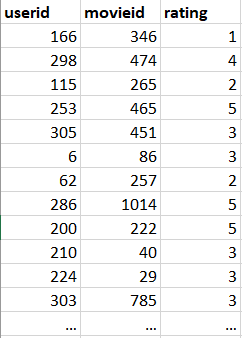 userid movieid rating
166 346 1
298 474 4
115 265 2
253 465 5
305 451 3
6 86 3
62 257 2
286 1014 5
200 222 5
210 40 3
224 29 3
303 785 3
... ... ...